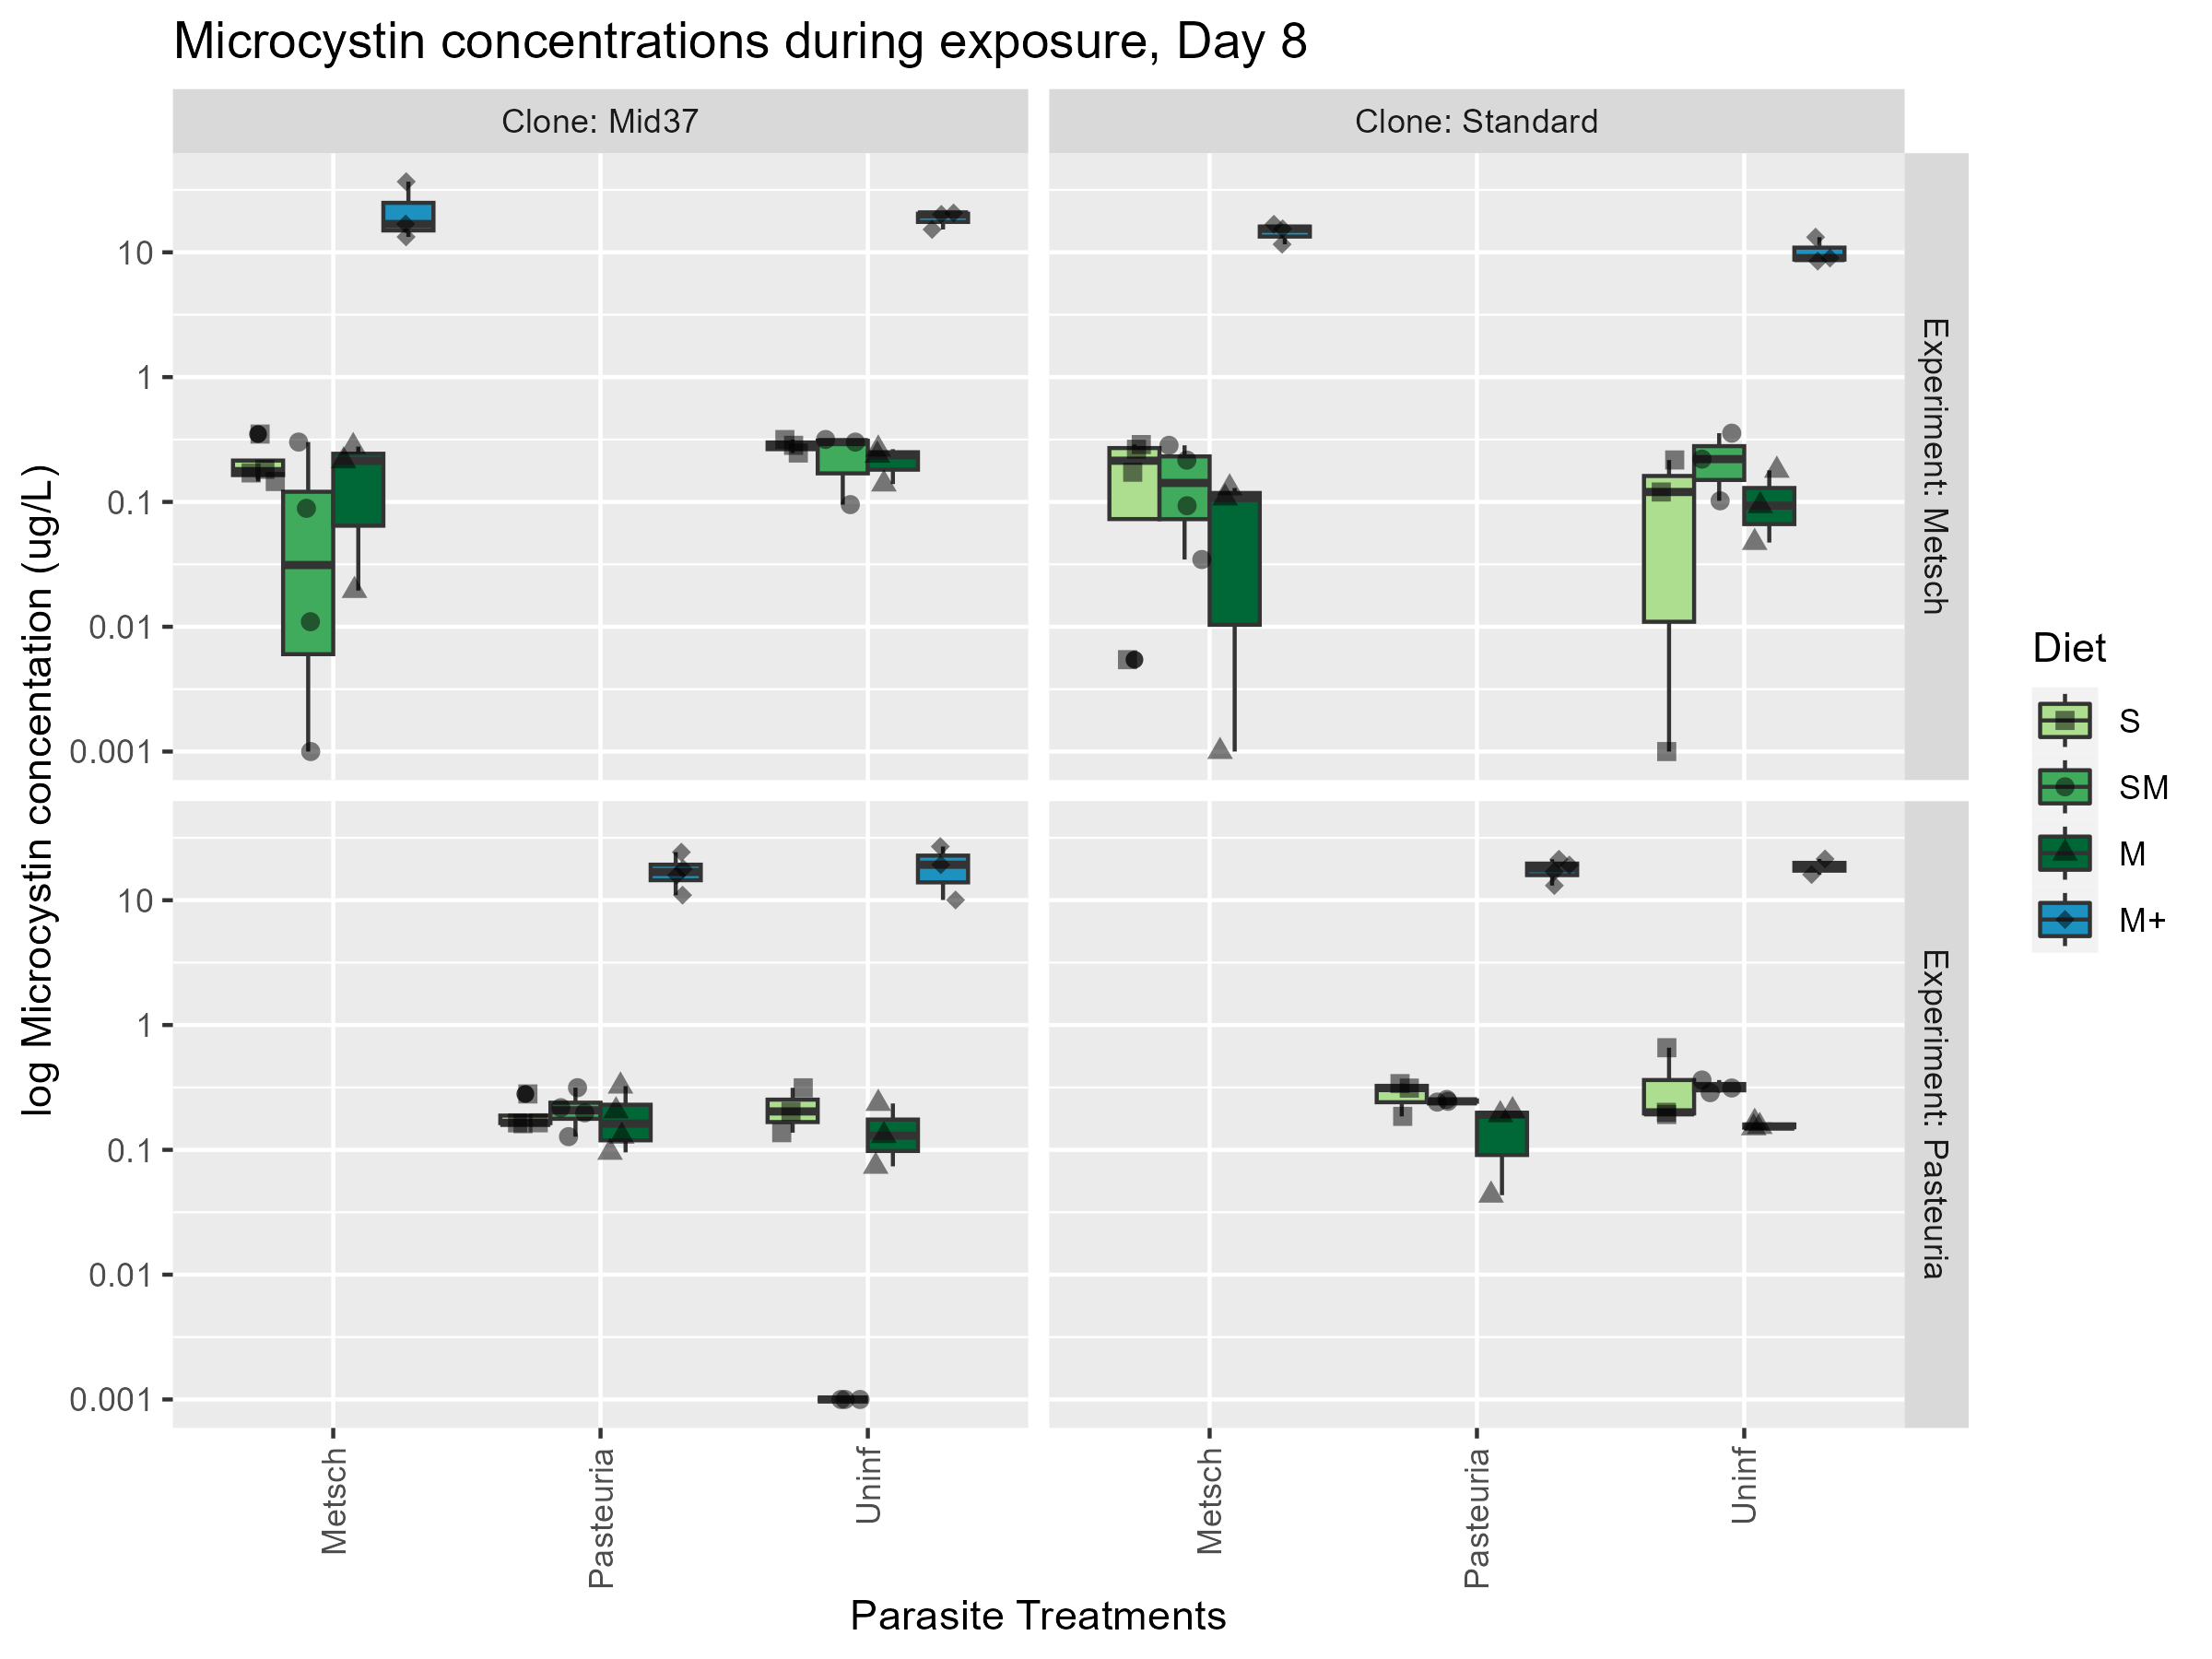 Microcystin concentrations during exposure, Day 8
Clone: Mid37
Clone: Standard
log Microcystin concentation (ug/L)
10
1
0.1
0.01
0.001
Experiment: Metsch
10
1
0.1
0.01
0.001
Experiment: Pasteuria
Metsch
Pasteuria
Uninf
Metsch
Pasteuria
Uninf
Parasite Treatments
Diet
S
SM
M
M+